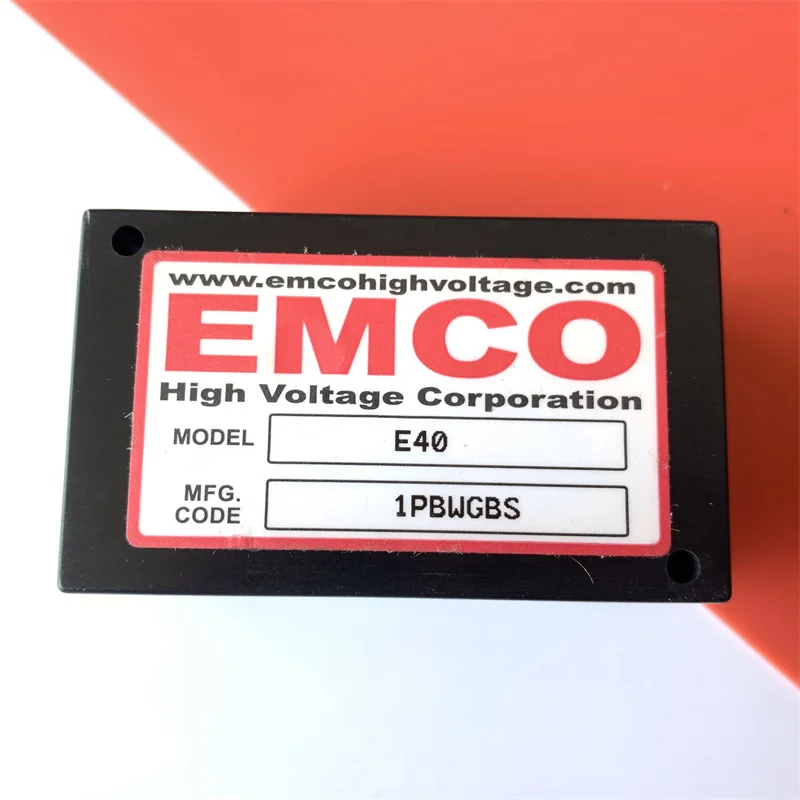 www.emcohighvoltage.com
EMCO
High Voltage Corporation
MODEL E40
MFG. CODE 1PBWGBS